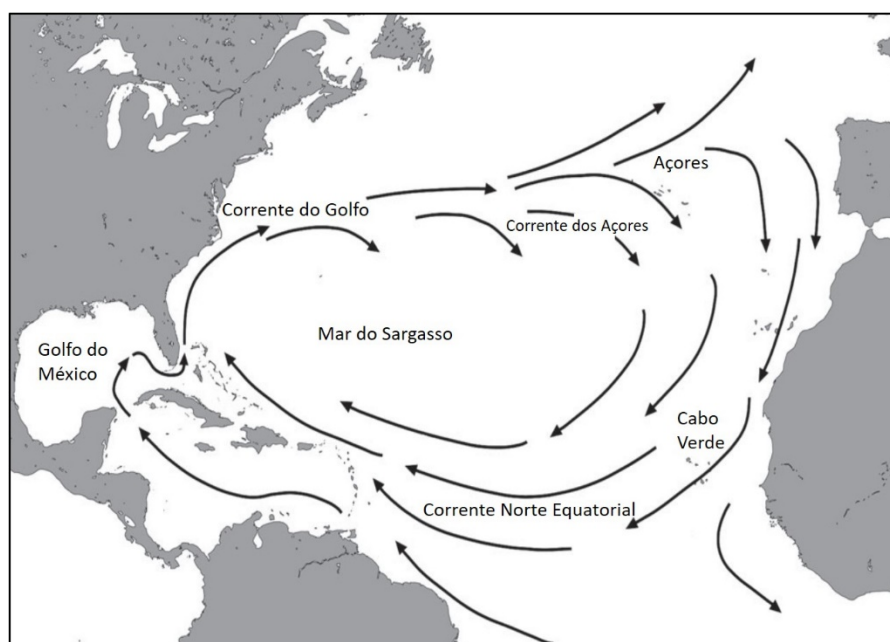 Açores
Corrente do Golfo
Corrente dos Açores
Mar do Sargasso
Golfo do
México
Cabo
Verde
Corrente Norte Equatorial